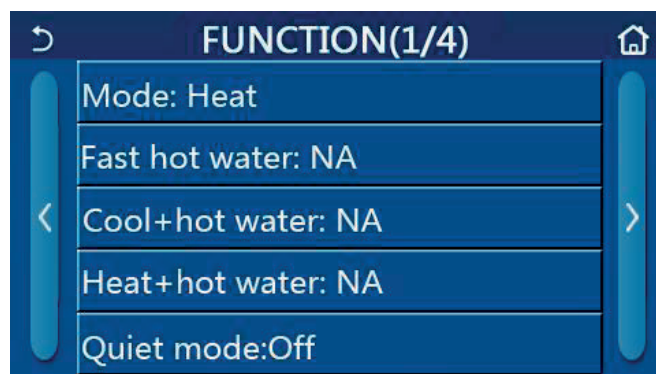 FUNCTION(1/4)
Mode: Heat
Fast hot water: NA
Cool+hot water: NA
Heat+hot water: NA
Quiet mode:Off